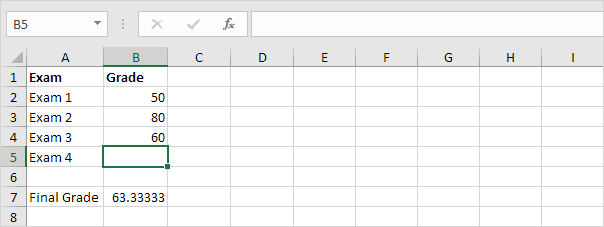 B5 fx
A B C D E F G H I
1 Exam Grade
2 Exam 1 50
3 Exam 2 80
4 Exam 3 60
5 Exam 4
6
7 Final Grade 63.33333
8